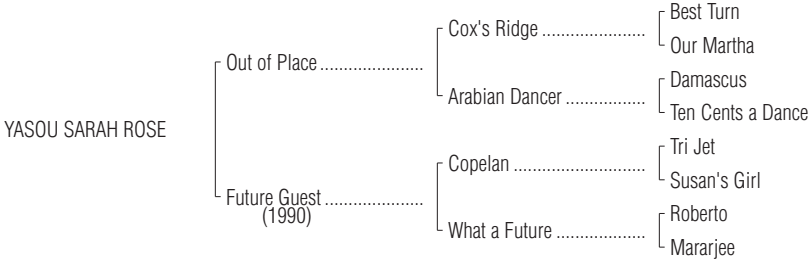 Best Turn
Cox's Ridge ......................
Our Martha
Out of Place ......................
Damascus
Arabian Dancer .................
Ten Cents a Dance
YASOU SARAH ROSE
Tri Jet
Copelan ............................
Susan's Girl
Future Guest .....................
(1990)
Roberto
What a Future ...................
Mararjee